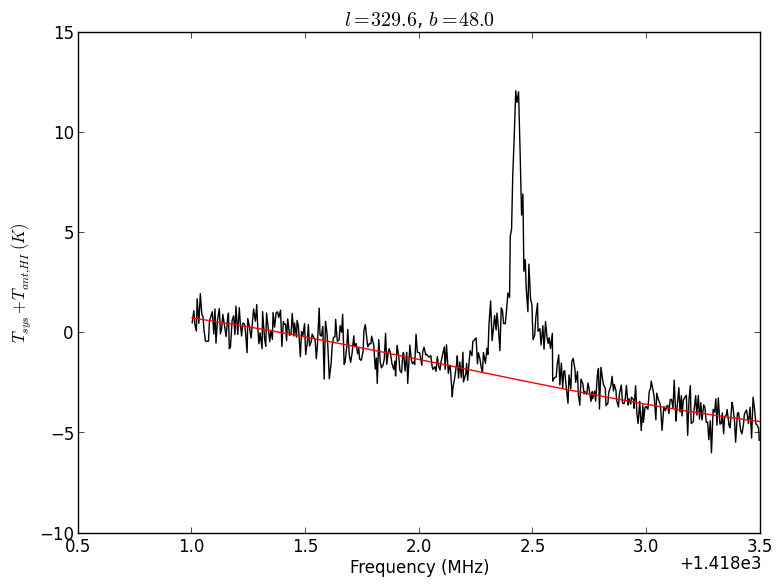 l = 329.6, b = 48.0
15
10
5
0
−5
−10
T_sys + T_ant,HI (K)
0.5 1.0 1.5 2.0 2.5 3.0 3.5
+1.418e3
Frequency (MHz)